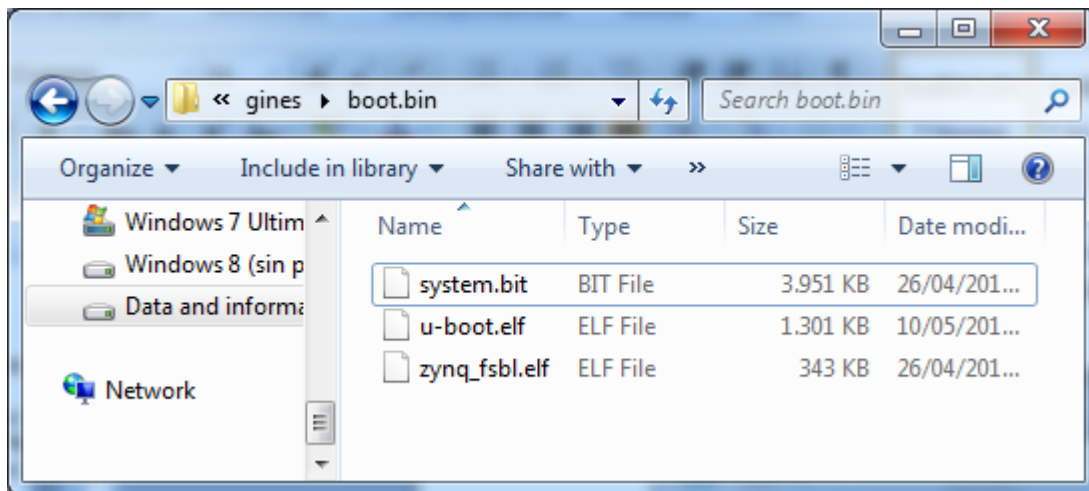 « gines boot.bin Search boot.bin
Organize Include in library Share with »
Windows 7 Ultim
Windows 8 (sin p
Data and informa
Network
Name Type Size Date modi...
system.bit BIT File 3.951 KB 26/04/201...
u-boot.elf ELF File 1.301 KB 10/05/201...
zynq_fsbl.elf ELF File 343 KB 26/04/201...